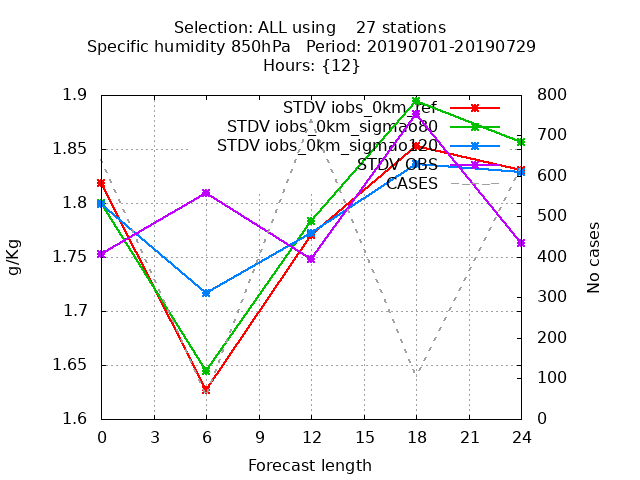 Selection: ALL using    27 stations
Specific humidity 850hPa   Period: 20190701-20190729
Hours: {12}
1.9
1.85
1.8
1.75
1.7
1.65
1.6
g/Kg
STDV iobs_0km_ref
STDV iobs_0km_sigmao80
STDV iobs_0km_sigmao120
STDV OBS
CASES
800
700
600
500
400
300
200
100
0
No cases
0 3 6 9 12 15 18 21 24
Forecast length